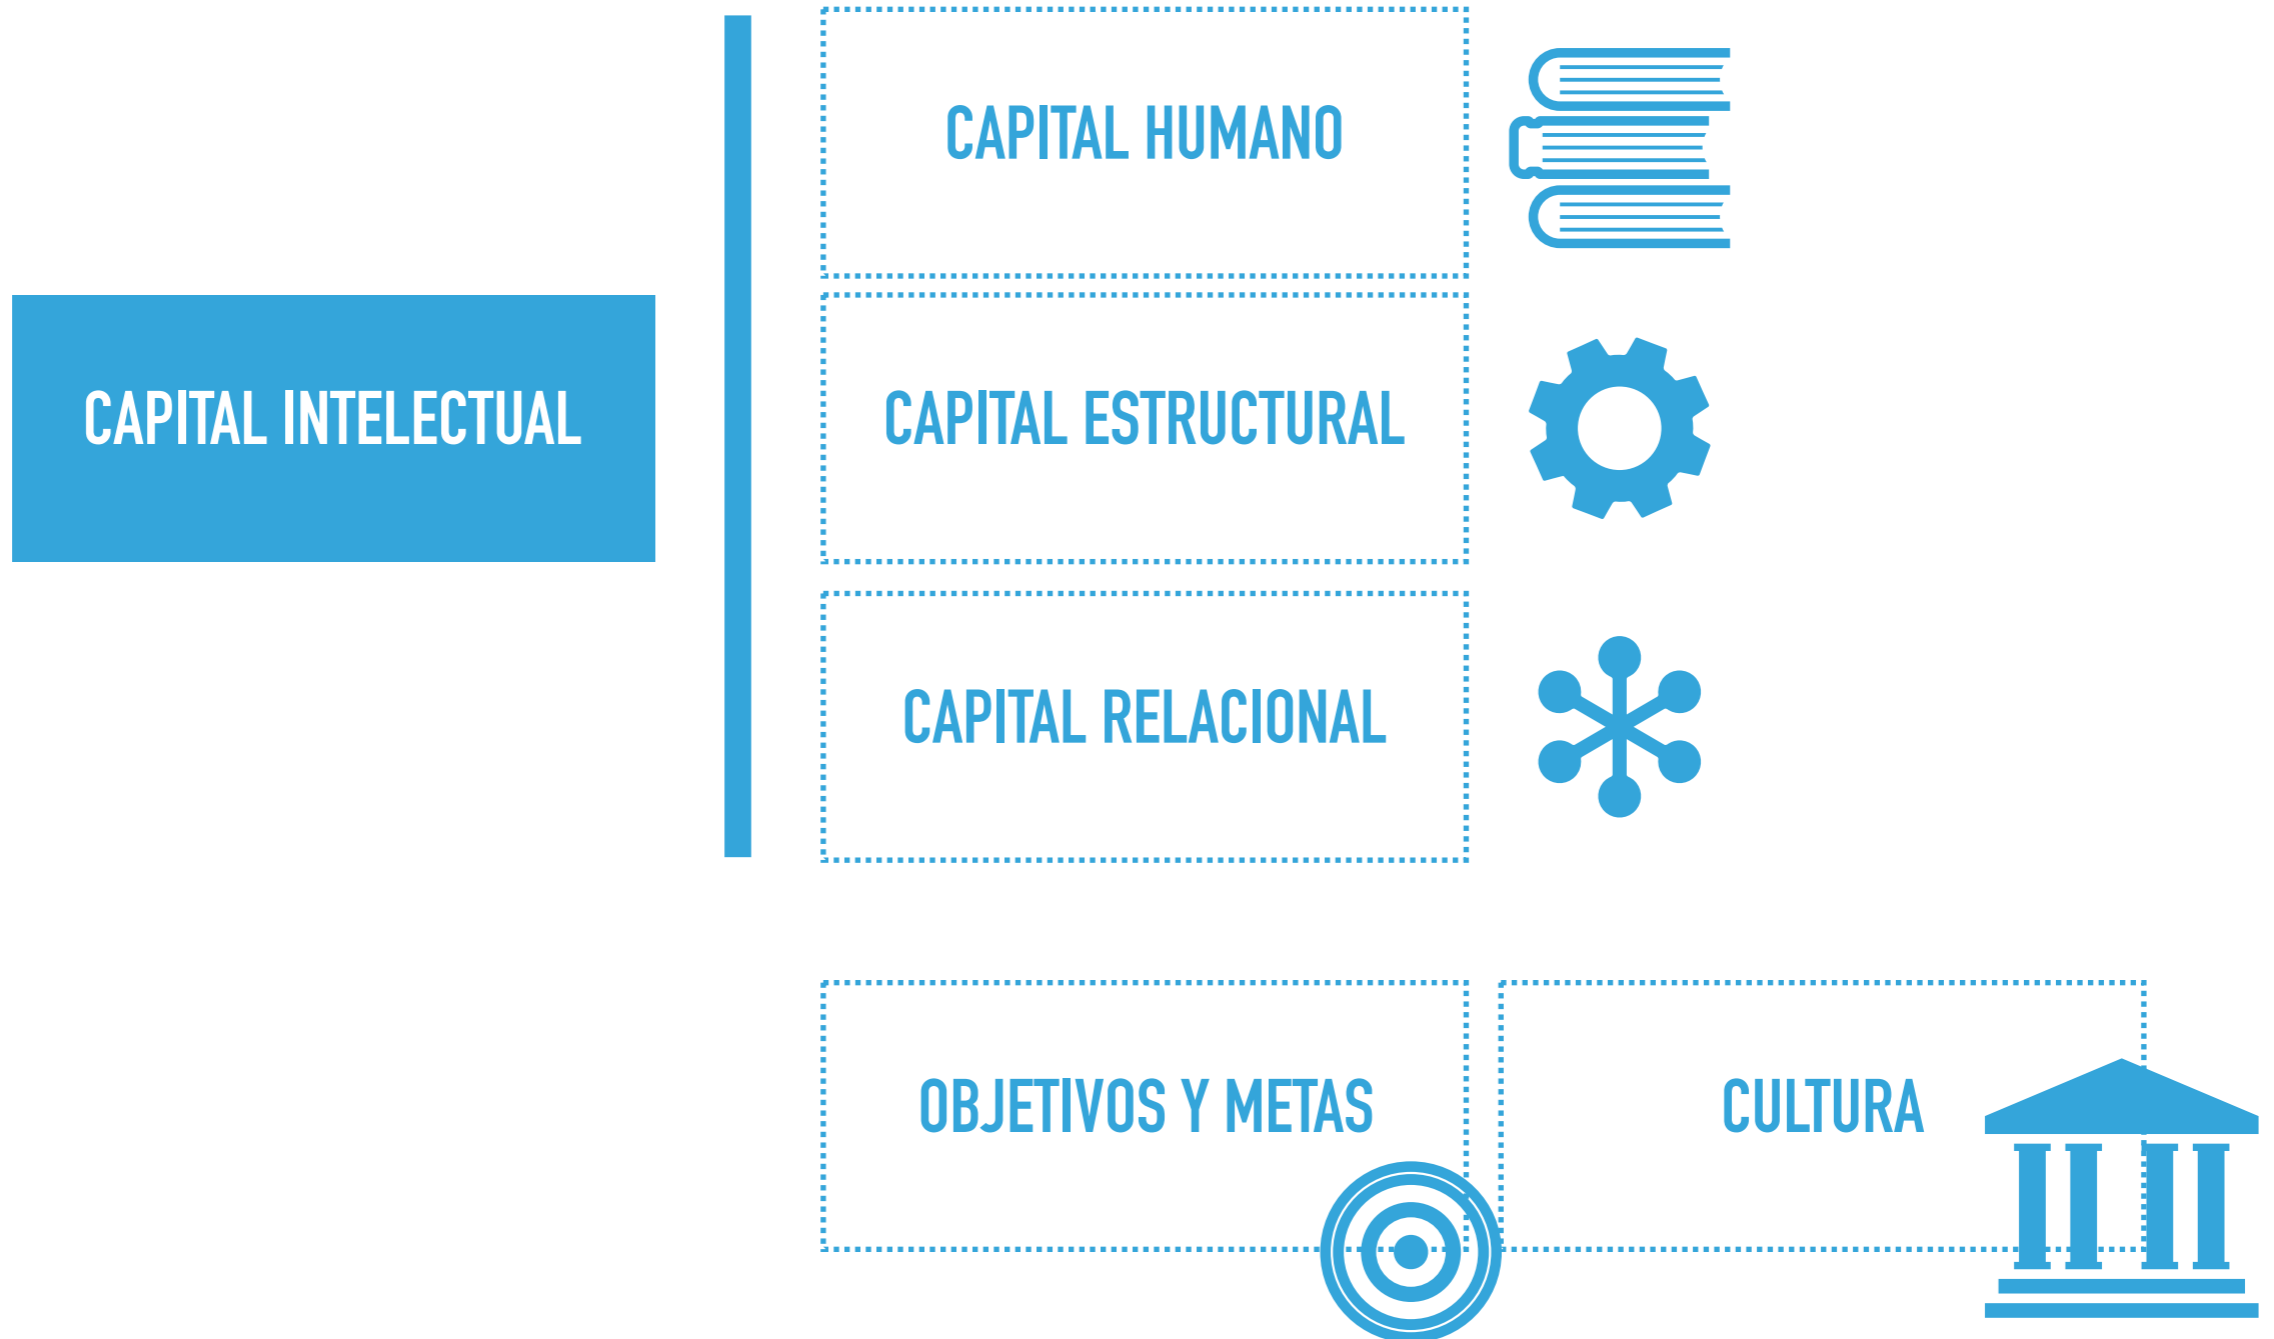 CAPITAL HUMANO
CAPITAL INTELECTUAL
CAPITAL ESTRUCTURAL
CAPITAL RELACIONAL
OBJETIVOS Y METAS
CULTURA